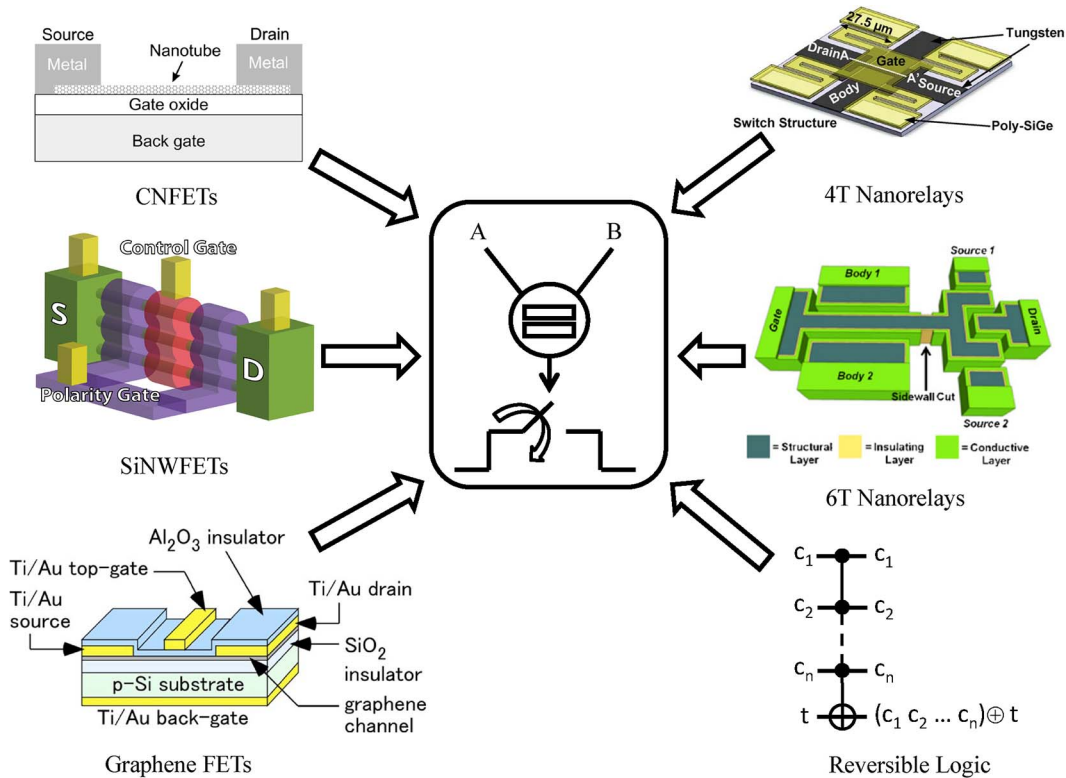 Source
Drain
Nanotube
Metal
Metal
Gate oxide
Back gate
CNFETs
27.5 μm
Tungsten
DrainA
Gate
A'Source
Body
Switch Structure
Poly-SiGe
4T Nanorelays
A
B
Control Gate
S
D
Polarity Gate
SiNWFETs
Source 1
Body 1
Gate
Drain
Body 2
Sidewall Cut
Source 2
= Structural Layer
= Insulating Layer
= Conductive Layer
6T Nanorelays
Al₂O₃ insulator
Ti/Au top-gate
Ti/Au
source
Ti/Au drain
SiO₂
insulator
p-Si substrate
graphene
channel
Ti/Au back-gate
Graphene FETs
c₁ c₁
c₂ c₂
cₙ cₙ
t (c₁ c₂ ... cₙ)⊕ t
Reversible Logic